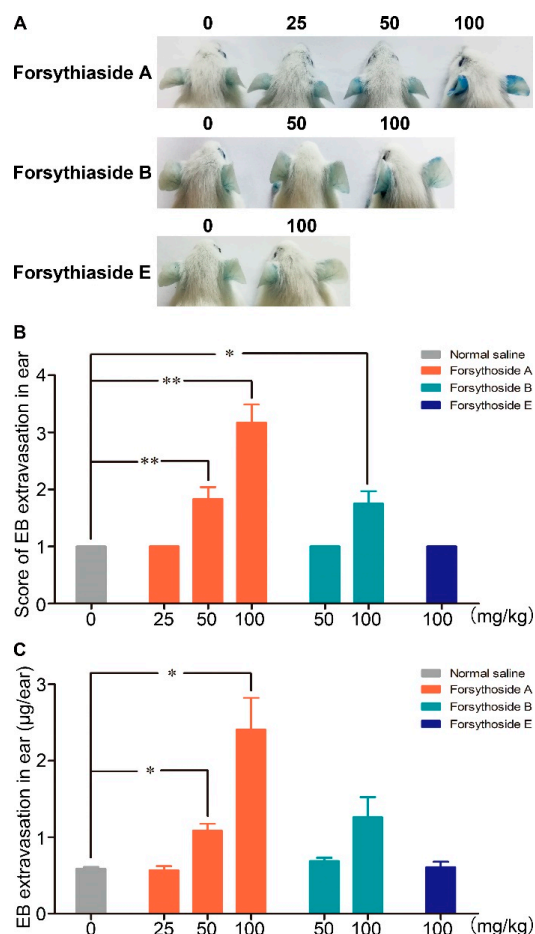 A
0 25 50 100
Forsythiaside A
0 50 100
Forsythiaside B
0 100
Forsythiaside E
B
Score of EB extravasation in ear
4
3
2
1
0
*
**
**
Normal saline
Forsythoside A
Forsythoside B
Forsythoside E
0 25 50 100 50 100 100 (mg/kg)
C
EB extravasation in ear (µg/ear)
3
2
1
0
*
*
Normal saline
Forsythoside A
Forsythoside B
Forsythoside E
0 25 50 100 50 100 100 (mg/kg)